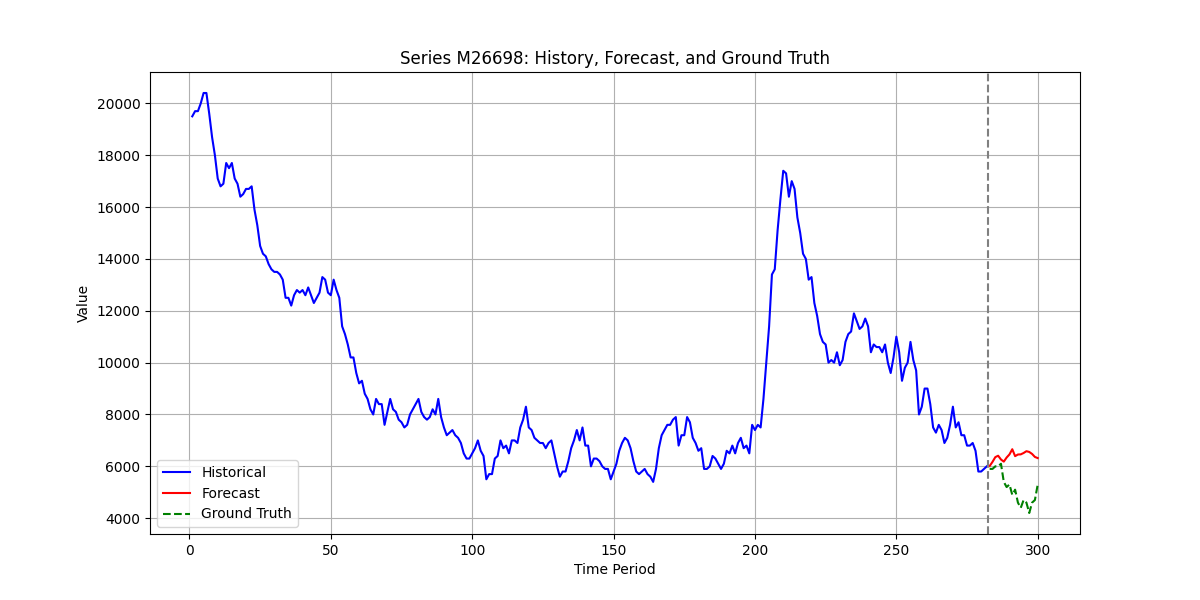 Series M26698: History, Forecast, and Ground Truth
Value
20000
18000
16000
14000
12000
10000
8000
6000
4000
Historical
Forecast
Ground Truth
0 50 100 150 200 250 300
Time Period